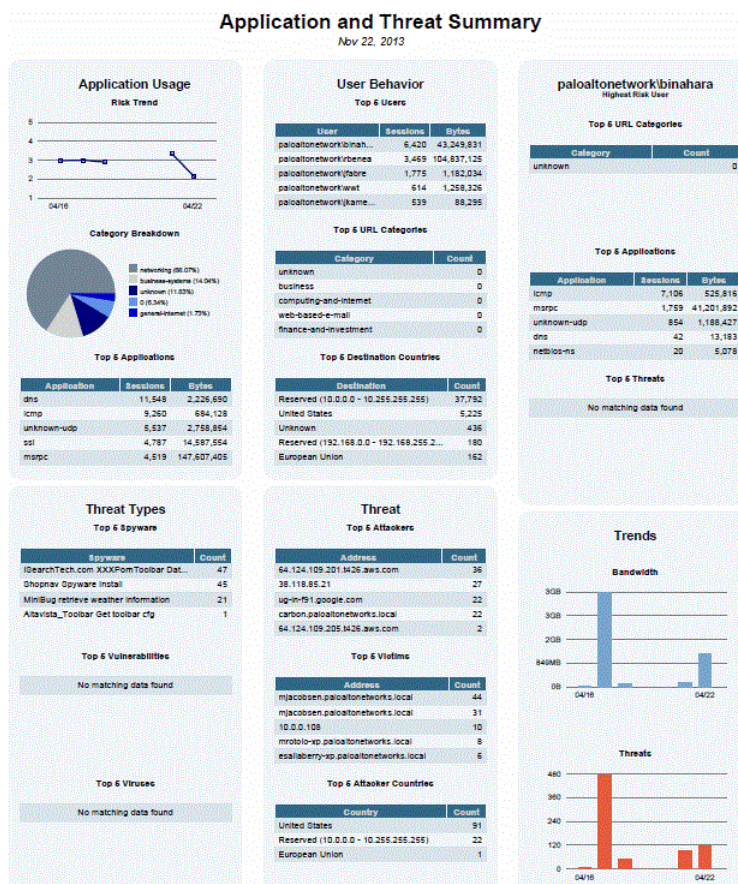 Application and Threat Summary
Nov 22, 2013
Application Usage
Risk Trend
5
4
3
2
1
04/16 04/22
Category Breakdown
networking (66.07%)
business-systems (14.04%)
unknown (11.83%)
0 (6.34%)
general-internet (1.73%)
Top 5 Applications
Application Sessions Bytes
dns 11,548 2,226,690
icmp 9,260 684,128
unknown-udp 5,537 2,758,854
ssl 4,787 14,587,554
msrpc 4,519 147,607,405
User Behavior
Top 5 Users
User Sessions Bytes
paloaltonetwork\binah... 6,420 43,249,831
paloaltonetwork\rbenea 3,469 104,837,125
paloaltonetwork\jfabre 1,775 1,182,034
paloaltonetwork\wwt 614 1,258,326
paloaltonetwork\jkame... 539 88,295
Top 5 URL Categories
Category Count
unknown 0
business 0
computing-and-internet 0
web-based-e-mail 0
finance-and-investment 0
Top 5 Destination Countries
Destination Count
Reserved (10.0.0.0 - 10.255.255.255) 37,792
United States 5,225
Unknown 436
Reserved (192.168.0.0 - 192.168.255.2... 180
European Union 162
paloaltonetwork\binahara
Highest Risk User
Top 5 URL Categories
Category Count
unknown 0
Top 5 Applications
Application Sessions Bytes
icmp 7,106 525,816
msrpc 1,759 41,201,892
unknown-udp 854 1,188,427
dns 42 13,183
netbios-ns 20 5,078
Top 5 Threats
No matching data found
Threat Types
Top 5 Spyware
Spyware Count
ISearchTech.com XXXPornToolbar Dat... 47
Shopnav Spyware Install 45
MiniBug retrieve weather information 21
Altavista_Toolbar Get toolbar cfg 1
Top 5 Vulnerabilities
No matching data found
Top 5 Viruses
No matching data found
Threat
Top 5 Attackers
Address Count
64.124.109.201.t426.aws.com 36
38.118.85.21 27
ug-in-f91.google.com 22
carbon.paloaltonetworks.local 22
64.124.109.205.t426.aws.com 2
Top 5 Victims
Address Count
mjacobsen.paloaltonetworks.local 44
mjacobsen.paloaltonetworks.local 31
10.0.0.108 10
mrotolo-xp.paloaltonetworks.local 8
esallaberry-xp.paloaltonetworks.local 6
Top 5 Attacker Countries
Country Count
United States 91
Reserved (10.0.0.0 - 10.255.255.255) 22
European Union 1
Trends
Bandwidth
3GB
3GB
2GB
849MB
0B
04/16 04/22
Threats
480
360
240
120
0
04/16 04/22